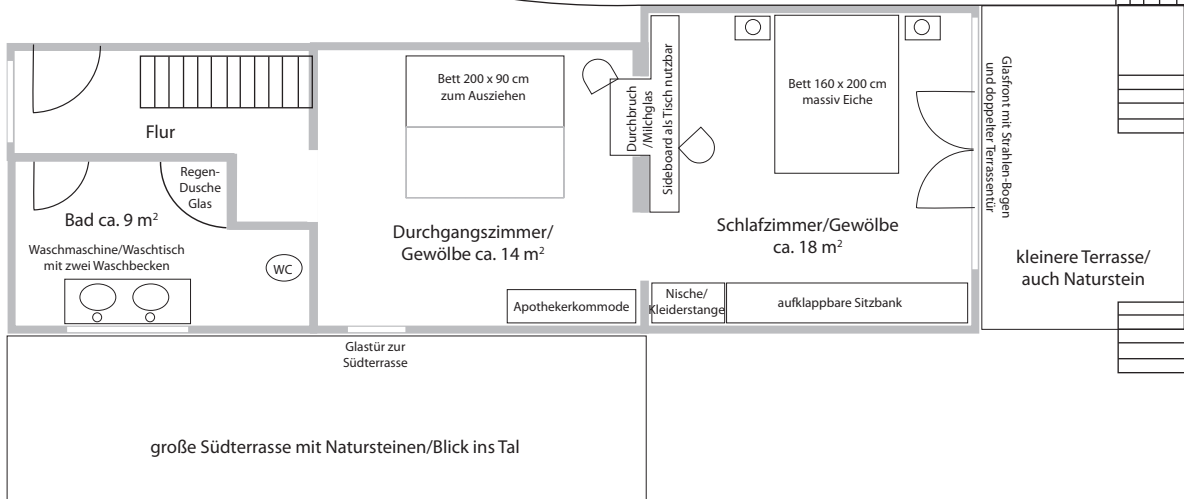 Flur
Bad ca. 9 m²
Waschmaschine/Waschtisch
mit zwei Waschbecken
Regen-
Dusche
Glas
WC
Bett 200 x 90 cm
zum Ausziehen
Durchgangszimmer/
Gewölbe ca. 14 m²
Apothekerkommode
Glastür zur
Südterrasse
Durchbruch
/Milchglas
Sideboard als Tisch nutzbar
Bett 160 x 200 cm
massiv Eiche
Schlafzimmer/Gewölbe
ca. 18 m²
Nische/
Kleiderstange
aufklappbare Sitzbank
Glasfront mit Strahlen-Bogen
und doppelter Terrassentür
kleinere Terrasse/
auch Naturstein
große Südterrasse mit Natursteinen/Blick ins Tal